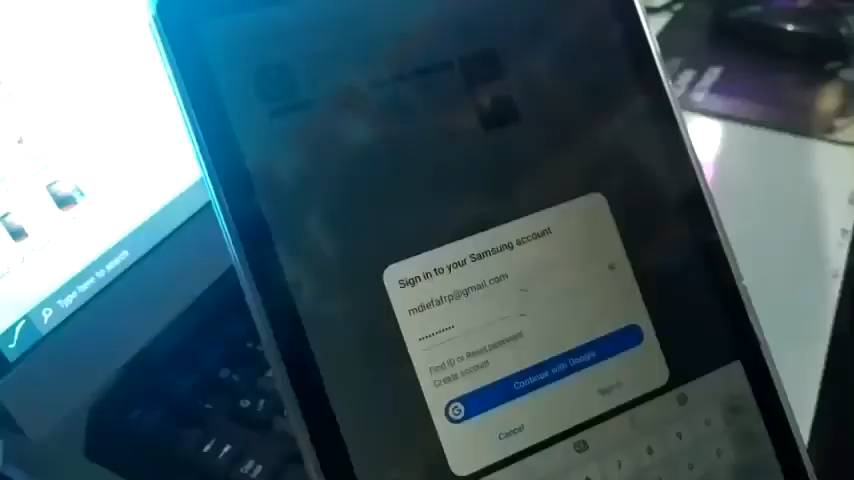 Type here to search
Sign in to your Samsung account
mdiefafrp@gmail.com
Find ID or Reset password
Create account
G Continue with Google
Cancel
Sign in